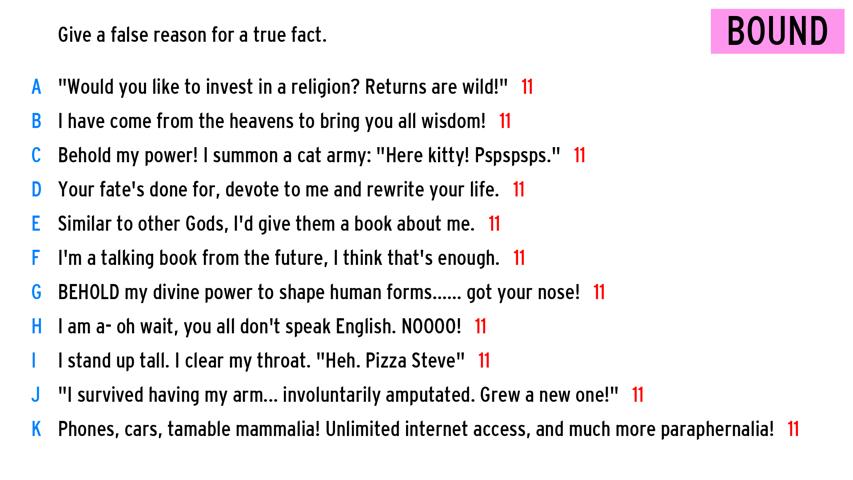 Give a false reason for a true fact.
BOUND
A "Would you like to invest in a religion? Returns are wild!" 11
B I have come from the heavens to bring you all wisdom! 11
C Behold my power! I summon a cat army: "Here kitty! Pspspsps." 11
D Your fate's done for, devote to me and rewrite your life. 11
E Similar to other Gods, I'd give them a book about me. 11
F I'm a talking book from the future, I think that's enough. 11
G BEHOLD my divine power to shape human forms...... got your nose! 11
H I am a- oh wait, you all don't speak English. NOOOO! 11
I I stand up tall. I clear my throat. "Heh. Pizza Steve" 11
J "I survived having my arm... involuntarily amputated. Grew a new one!" 11
K Phones, cars, tamable mammalia! Unlimited internet access, and much more paraphernalia! 11